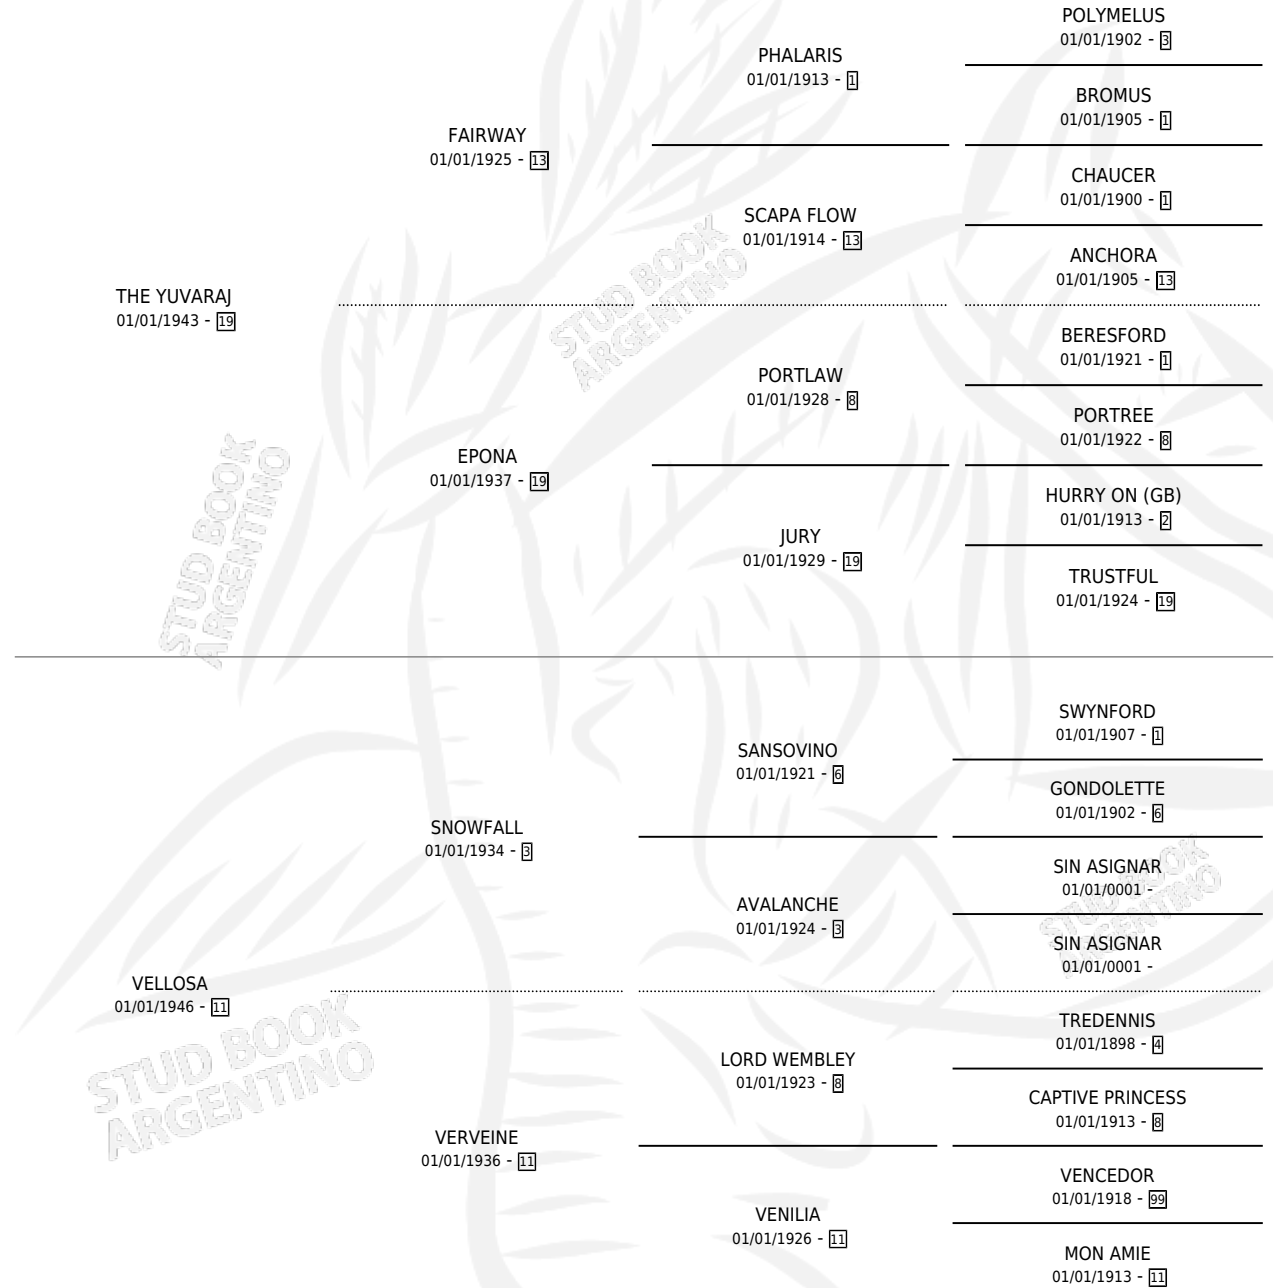 POLYMELUS
01/01/1902 - 3
PHALARIS
01/01/1913 - 1
BROMUS
01/01/1905 - 1
FAIRWAY
01/01/1925 - 13
CHAUCER
01/01/1900 - 1
SCAPA FLOW
01/01/1914 - 13
ANCHORA
01/01/1905 - 13
THE YUVARAJ
01/01/1943 - 19
STUD BOOK
ARGENTINO
BERESFORD
01/01/1921 - 1
PORTLAW
01/01/1928 - 8
PORTREE
01/01/1922 - 8
EPONA
01/01/1937 - 19
HURRY ON (GB)
01/01/1913 - 2
JURY
01/01/1929 - 19
TRUSTFUL
01/01/1924 - 19
STUD BOOK
ARGENTINO
SWYNFORD
01/01/1907 - 1
SANSOVINO
01/01/1921 - 6
GONDOLETTE
01/01/1902 - 6
SNOWFALL
01/01/1934 - 3
SIN ASIGNAR
01/01/0001 -
AVALANCHE
01/01/1924 - 3
SIN ASIGNAR
01/01/0001 -
STUD BOOK
ARGENTINO
VELLOSA
01/01/1946 - 11
TREDENNIS
01/01/1898 - 4
LORD WEMBLEY
01/01/1923 - 8
CAPTIVE PRINCESS
01/01/1913 - 8
STUD BOOK
ARGENTINO
VERVEINE
01/01/1936 - 11
VENCEDOR
01/01/1918 - 99
VENILIA
01/01/1926 - 11
MON AMIE
01/01/1913 - 11